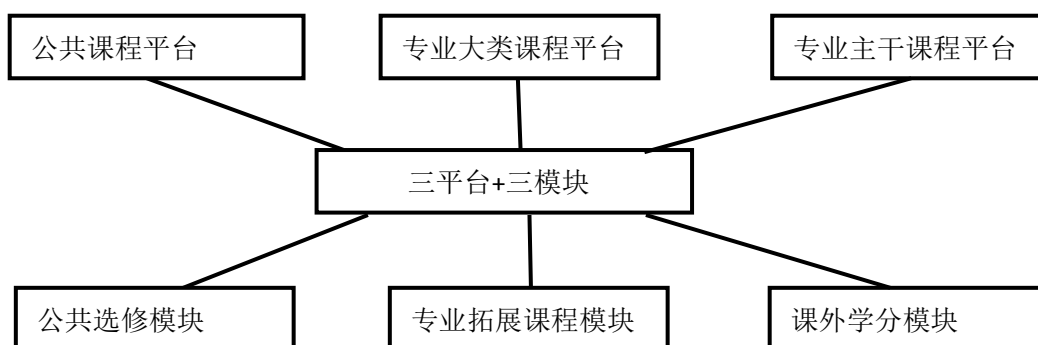 公共课程平台
专业大类课程平台
专业主干课程平台
三平台+三模块
公共选修模块
专业拓展课程模块
课外学分模块